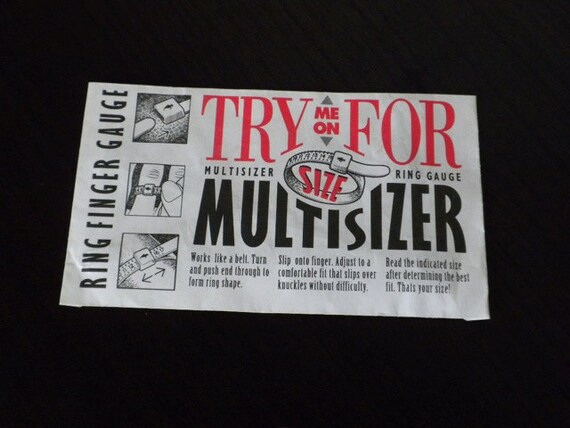 RING FINGER GAUGE
TRY ME ON FOR
SIZE
MULTISIZER RING GAUGE
MULTISIZER
Works like a belt. Turn
and push end through to
form ring shape.
Slip onto finger. Adjust to a
comfortable fit that slips over
knuckles without difficulty.
Read the indicated size
after determining the best
fit. Thats your size!